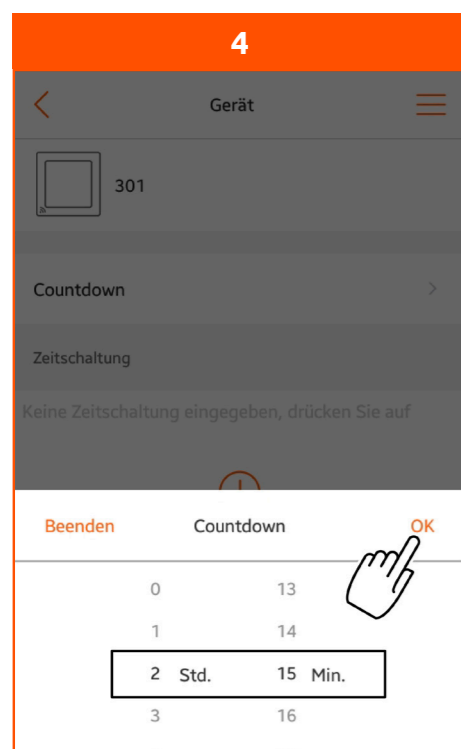 4
Gerät
301
Countdown
Zeitschaltung
Keine Zeitschaltung eingegeben, drücken Sie auf
Beenden Countdown OK
0 13
1 14
2 Std. 15 Min.
3 16